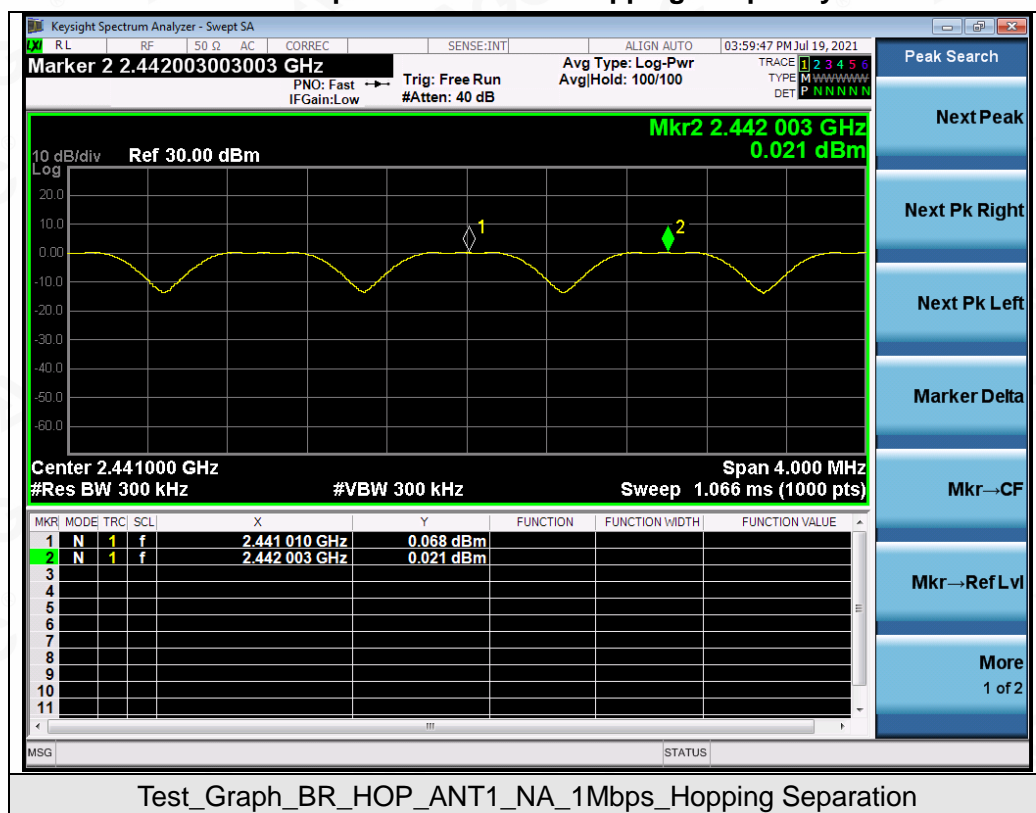 Keysight Spectrum Analyzer - Swept SA
LXI RL RF 50 Ω AC CORREC SENSE:INT ALIGN AUTO 03:59:47 PM Jul 19, 2021
Marker 2 2.442003003003 GHz
PNO: Fast
IFGain:Low
Trig: Free Run
#Atten: 40 dB
Avg Type: Log-Pwr
Avg|Hold: 100/100
TRACE 1 2 3 4 5 6
TYPE M WWWWW
DET P N N N N N
Peak Search
Next Peak
Next Pk Right
Next Pk Left
Marker Delta
Mkr→CF
Mkr→Ref Lvl
More
1 of 2
Mkr2 2.442 003 GHz
0.021 dBm
10 dB/div Ref 30.00 dBm
Log
20.0
10.0
0.00
-10.0
-20.0
-30.0
-40.0
-50.0
-60.0
1
2
Center 2.441000 GHz Span 4.000 MHz
#Res BW 300 kHz #VBW 300 kHz Sweep 1.066 ms (1000 pts)
MKR MODE TRC SCL X Y FUNCTION FUNCTION WIDTH FUNCTION VALUE
1 N 1 f 2.441 010 GHz 0.068 dBm
2 N 1 f 2.442 003 GHz 0.021 dBm
3
4
5
6
7
8
9
10
11
MSG STATUS
Test_Graph_BR_HOP_ANT1_NA_1Mbps_Hopping Separation